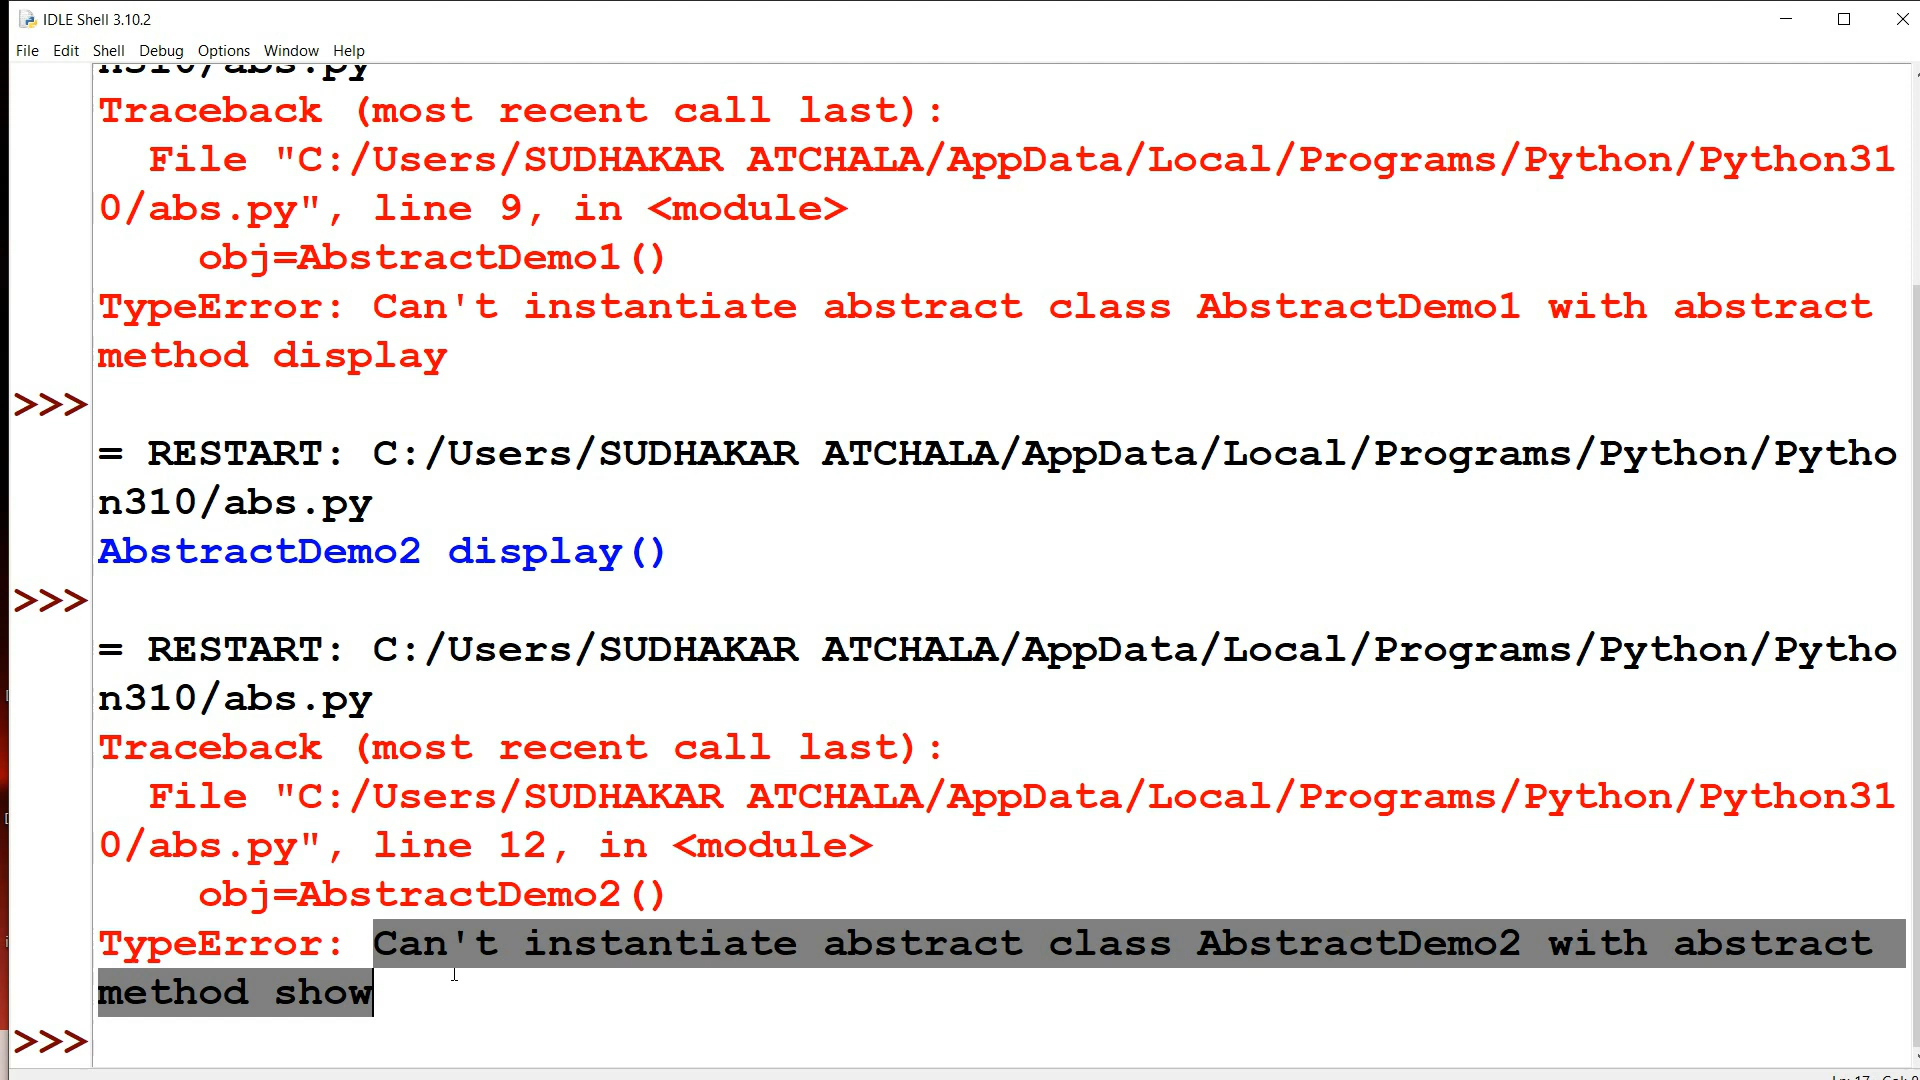 IDLE Shell 3.10.2
File Edit Shell Debug Options Window Help
n310/abs.py
Traceback (most recent call last):
  File "C:/Users/SUDHAKAR ATCHALA/AppData/Local/Programs/Python/Python31
0/abs.py", line 9, in <module>
    obj=AbstractDemo1()
TypeError: Can't instantiate abstract class AbstractDemo1 with abstract
method display
>>>
= RESTART: C:/Users/SUDHAKAR ATCHALA/AppData/Local/Programs/Python/Pytho
n310/abs.py
AbstractDemo2 display()
>>>
= RESTART: C:/Users/SUDHAKAR ATCHALA/AppData/Local/Programs/Python/Pytho
n310/abs.py
Traceback (most recent call last):
  File "C:/Users/SUDHAKAR ATCHALA/AppData/Local/Programs/Python/Python31
0/abs.py", line 12, in <module>
    obj=AbstractDemo2()
TypeError: Can't instantiate abstract class AbstractDemo2 with abstract
method show
>>>